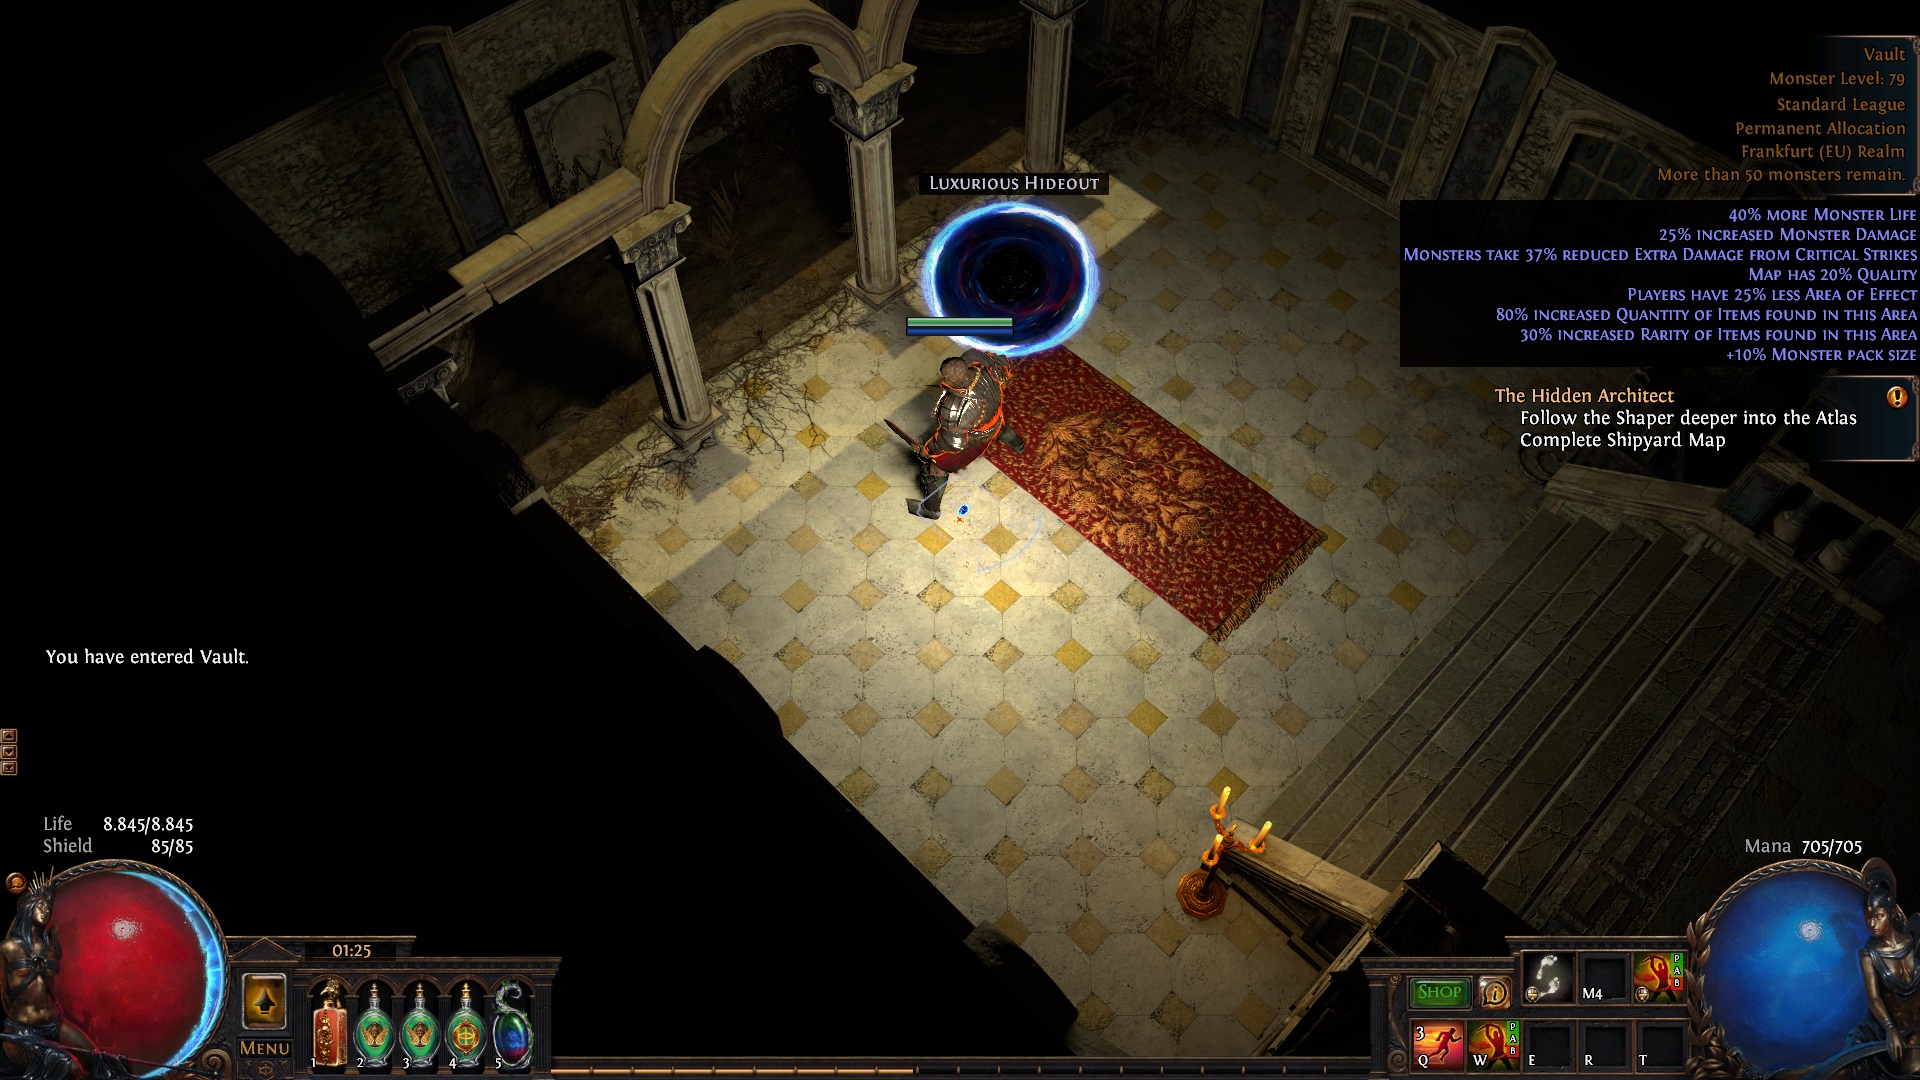 Vault
Monster Level: 79
Standard League
Permanent Allocation
Frankfurt (EU) Realm
More than 50 monsters remain.
Luxurious Hideout
40% more Monster Life
25% increased Monster Damage
Monsters take 37% reduced Extra Damage from Critical Strikes
Map has 20% Quality
Players have 25% less Area of Effect
80% increased Quantity of Items found in this Area
30% increased Rarity of Items found in this Area
+10% Monster pack size
The Hidden Architect
Follow the Shaper deeper into the Atlas
Complete Shipyard Map
You have entered Vault.
Life 8.845/8.845
Shield 85/85
Mana 705/705
01:25
Menu
1 2 3 4 5
Shop
M4
P
A
B
3
Q W E R T
P
A
B